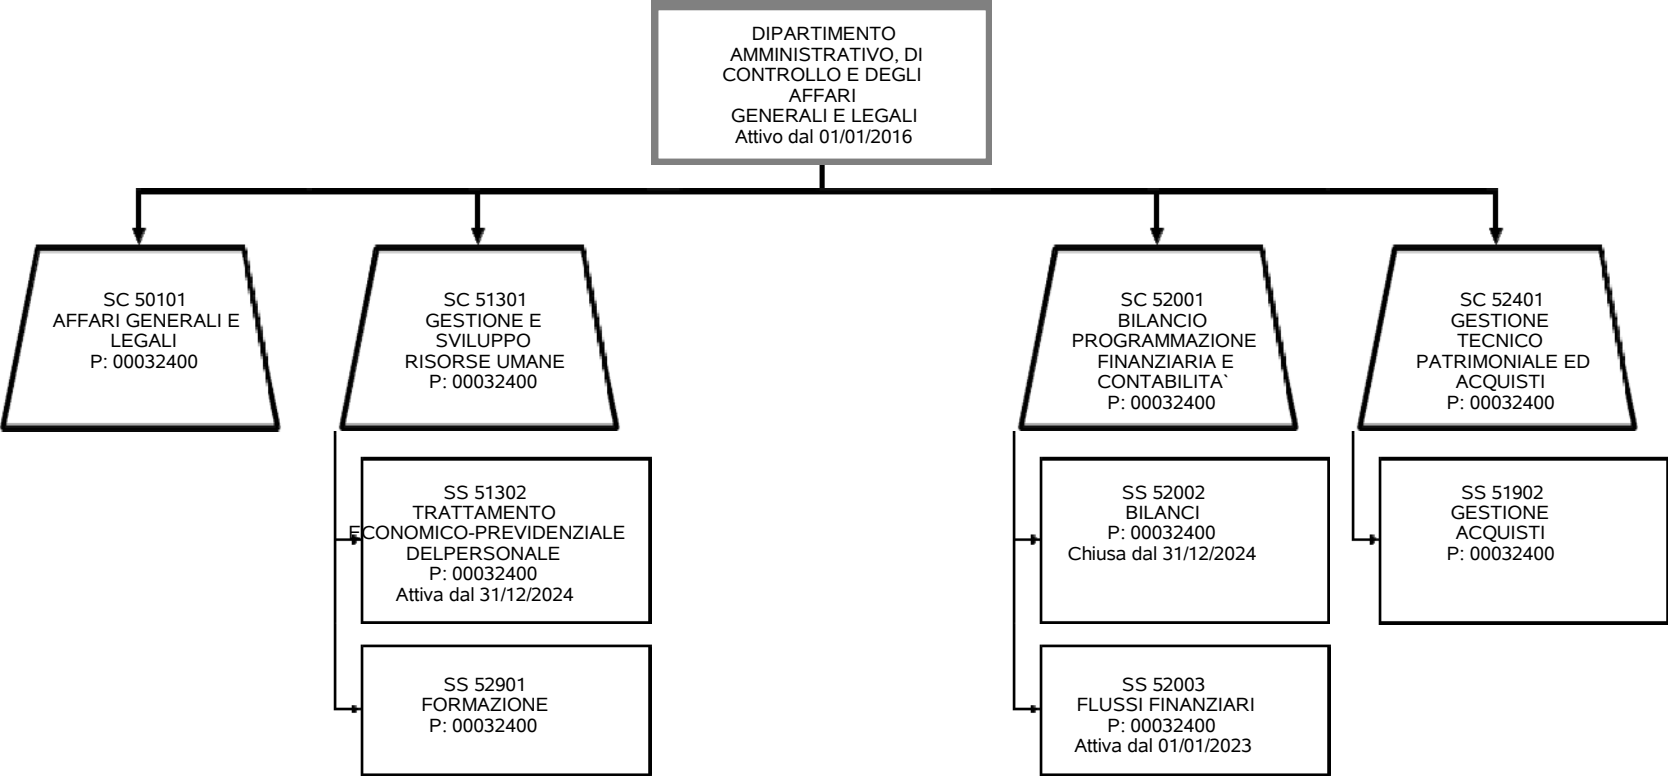 DIPARTIMENTO
AMMINISTRATIVO, DI
CONTROLLO E DEGLI
AFFARI
GENERALI E LEGALI
Attivo dal 01/01/2016
SC 50101
AFFARI GENERALI E
LEGALI
P: 00032400
SC 51301
GESTIONE E
SVILUPPO
RISORSE UMANE
P: 00032400
SC 52001
BILANCIO
PROGRAMMAZIONE
FINANZIARIA E
CONTABILITA`
P: 00032400
SC 52401
GESTIONE
TECNICO
PATRIMONIALE ED
ACQUISTI
P: 00032400
SS 51302
TRATTAMENTO
ECONOMICO-PREVIDENZIALE
DELPERSONALE
P: 00032400
Attiva dal 31/12/2024
SS 52002
BILANCI
P: 00032400
Chiusa dal 31/12/2024
SS 51902
GESTIONE
ACQUISTI
P: 00032400
SS 52901
FORMAZIONE
P: 00032400
SS 52003
FLUSSI FINANZIARI
P: 00032400
Attiva dal 01/01/2023